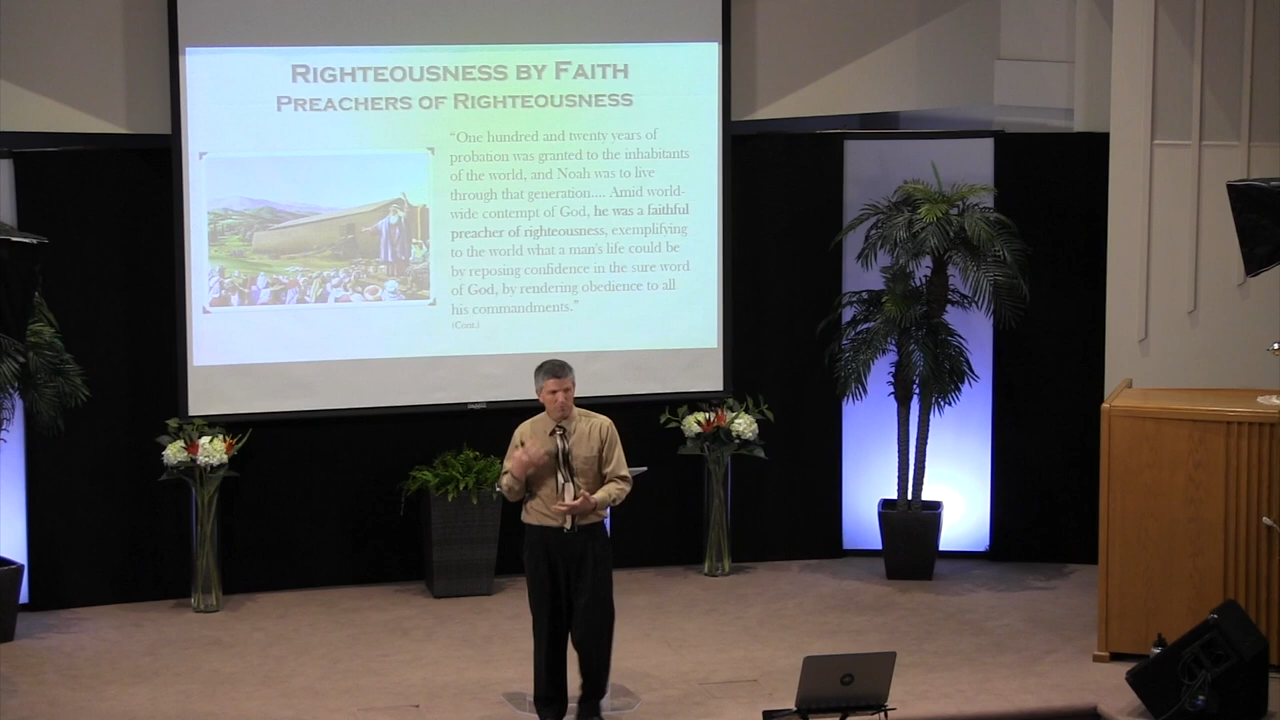 RIGHTEOUSNESS BY FAITH
PREACHERS OF RIGHTEOUSNESS
“One hundred and twenty years of
probation was granted to the inhabitants
of the world, and Noah was to live
through that generation.... Amid world-
wide contempt of God, he was a faithful
preacher of righteousness, exemplifying
to the world what a man's life could be
by reposing confidence in the sure word
of God, by rendering obedience to all
his commandments.”
(Cont.)